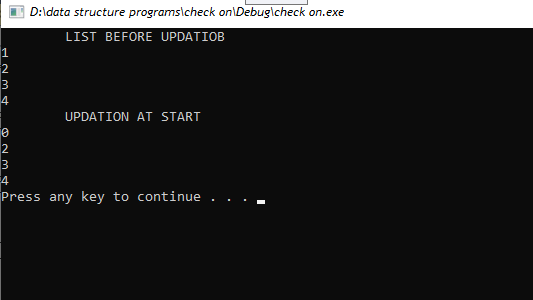 D:\data structure programs\check on\Debug\check on.exe
LIST BEFORE UPDATIOB
1
2
3
4
UPDATION AT START
0
2
3
4
Press any key to continue . . .